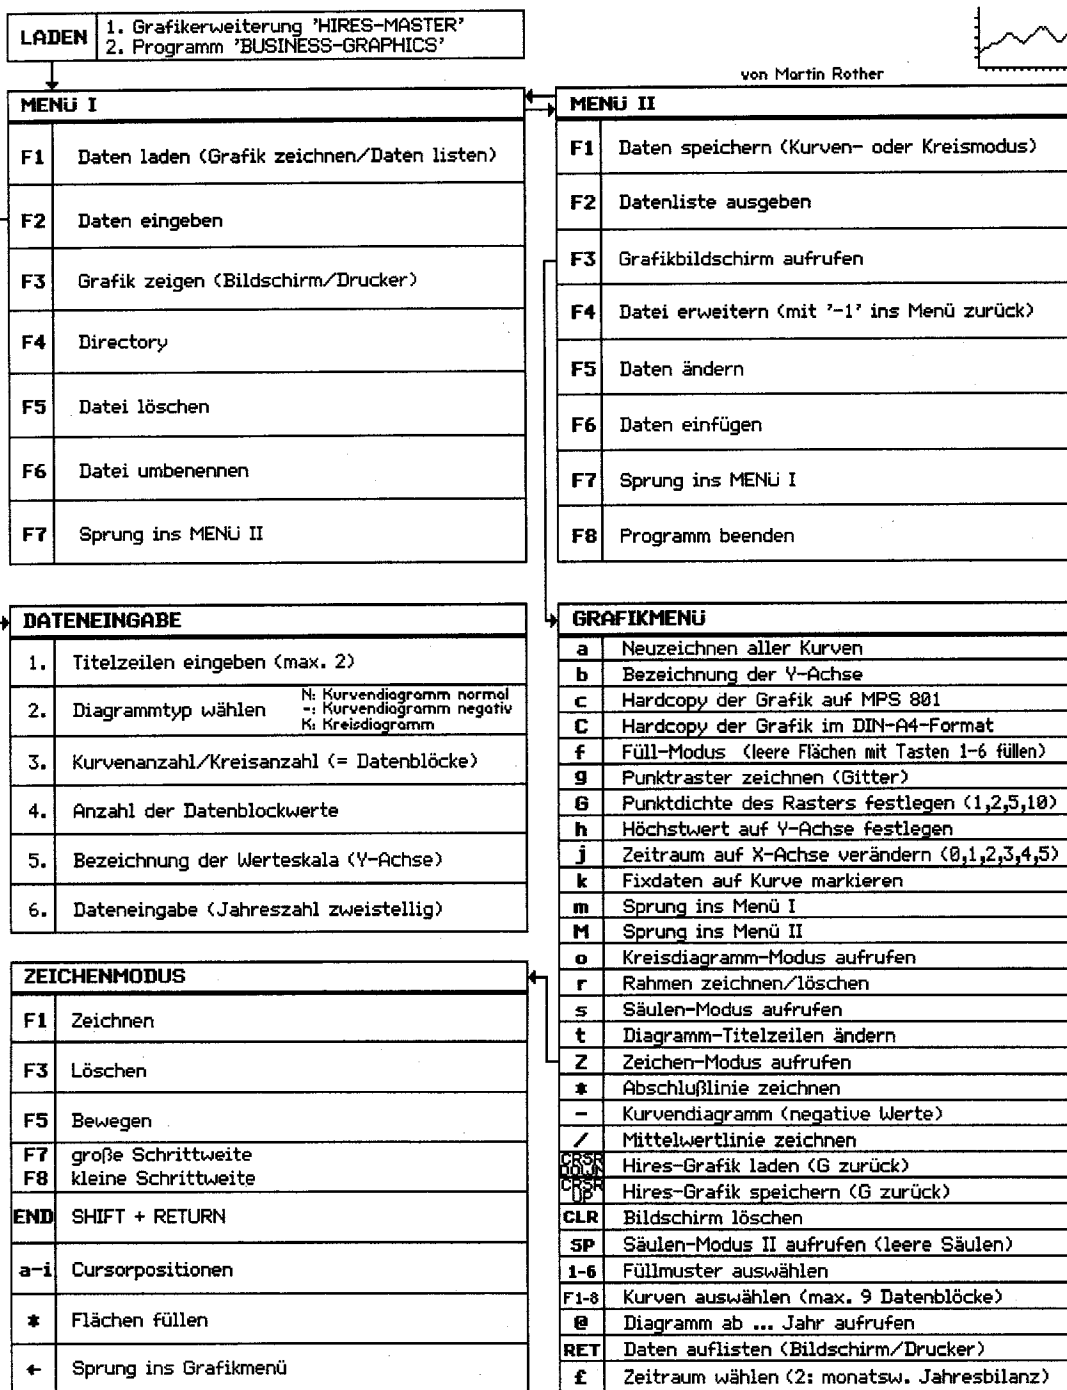 LADEN
1. Grafikerweiterung 'HIRES-MASTER'
2. Programm 'BUSINESS-GRAPHICS'
von Martin Rother
MENÜ I
F1 Daten laden (Grafik zeichnen/Daten listen)
F2 Daten eingeben
F3 Grafik zeigen (Bildschirm/Drucker)
F4 Directory
F5 Datei löschen
F6 Datei umbenennen
F7 Sprung ins MENÜ II
MENÜ II
F1 Daten speichern (Kurven- oder Kreismodus)
F2 Datenliste ausgeben
F3 Grafikbildschirm aufrufen
F4 Datei erweitern (mit '-1' ins Menü zurück)
F5 Daten ändern
F6 Daten einfügen
F7 Sprung ins MENÜ I
F8 Programm beenden
DATENEINGABE
1. Titelzeilen eingeben (max. 2)
2. Diagrammtyp wählen
N: Kurvendiagramm normal
-: Kurvendiagramm negativ
K: Kreisdiagramm
3. Kurvenanzahl/Kreisanzahl (= Datenblöcke)
4. Anzahl der Datenblockwerte
5. Bezeichnung der Werteskala (Y-Achse)
6. Dateneingabe (Jahreszahl zweistellig)
ZEICHENMODUS
F1 Zeichnen
F3 Löschen
F5 Bewegen
F7 große Schrittweite
F8 kleine Schrittweite
END SHIFT + RETURN
a-i Cursorpositionen
* Flächen füllen
← Sprung ins Grafikmenü
GRAFIKMENÜ
a Neuzeichnen aller Kurven
b Bezeichnung der Y-Achse
c Hardcopy der Grafik auf MPS 801
C Hardcopy der Grafik im DIN-A4-Format
f Füll-Modus (leere Flächen mit Tasten 1-6 füllen)
g Punktraster zeichnen (Gitter)
G Punktdichte des Rasters festlegen (1,2,5,10)
h Höchstwert auf Y-Achse festlegen
j Zeitraum auf X-Achse verändern (0,1,2,3,4,5)
k Fixdaten auf Kurve markieren
m Sprung ins Menü I
M Sprung ins Menü II
o Kreisdiagramm-Modus aufrufen
r Rahmen zeichnen/löschen
s Säulen-Modus aufrufen
t Diagramm-Titelzeilen ändern
Z Zeichen-Modus aufrufen
* Abschlußlinie zeichnen
- Kurvendiagramm (negative Werte)
/ Mittelwertlinie zeichnen
CRSR DOWN Hires-Grafik laden (G zurück)
CRSR UP Hires-Grafik speichern (G zurück)
CLR Bildschirm löschen
SP Säulen-Modus II aufrufen (leere Säulen)
1-6 Füllmuster auswählen
F1-8 Kurven auswählen (max. 9 Datenblöcke)
@ Diagramm ab ... Jahr aufrufen
RET Daten auflisten (Bildschirm/Drucker)
£ Zeitraum wählen (2: monatsw. Jahresbilanz)